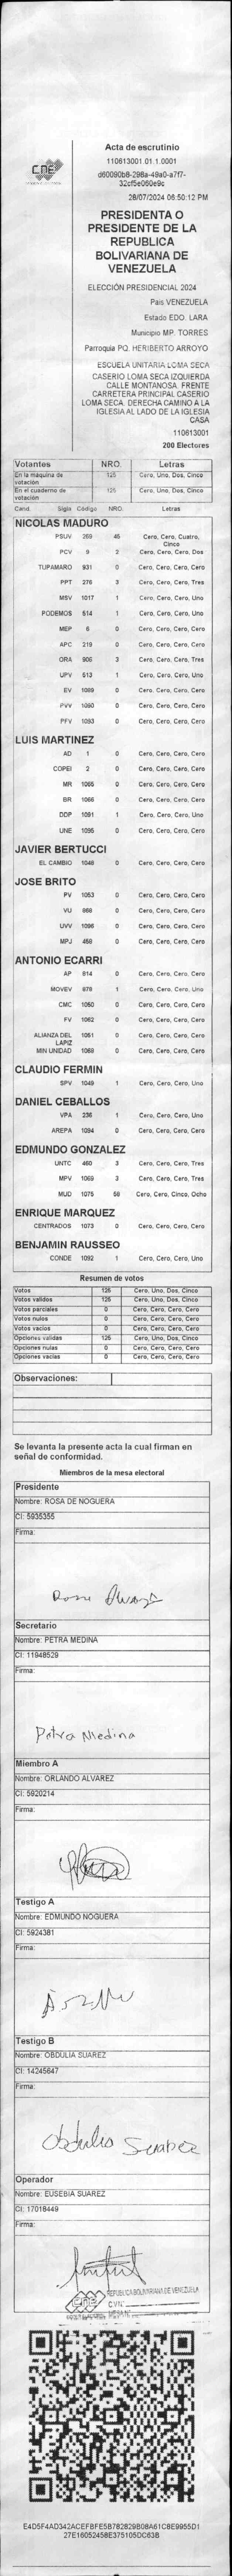 CNE
Acta de escrutinio
110613001.01.1.0001
d60090b8-298a-49a0-a7f7-
32cf5e060e9c
28/07/2024 06:50:12 PM
PRESIDENTA O
PRESIDENTE DE LA
REPUBLICA
BOLIVARIANA DE
VENEZUELA
ELECCIÓN PRESIDENCIAL 2024
Pais VENEZUELA
Estado EDO. LARA
Municipio MP. TORRES
Parroquia PQ. HERIBERTO ARROYO
ESCUELA UNITARIA LOMA SECA
CASERIO LOMA SECA IZQUIERDA
CALLE MONTANOSA. FRENTE
CARRETERA PRINCIPAL CASERIO
LOMA SECA. DERECHA CAMINO A LA
IGLESIA AL LADO DE LA IGLESIA
CASA
110613001
200 Electores
Votantes NRO. Letras
En la maquina de votación 125 Cero, Uno, Dos, Cinco
En el cuaderno de votación 125 Cero, Uno, Dos, Cinco
Cand. Sigla Código NRO. Letras
NICOLAS MADURO
PSUV 269 45 Cero, Cero, Cuatro, Cinco
PCV 9 2 Cero, Cero, Cero, Dos
TUPAMARO 931 0 Cero, Cero, Cero, Cero
PPT 276 3 Cero, Cero, Cero, Tres
MSV 1017 1 Cero, Cero, Cero, Uno
PODEMOS 514 1 Cero, Cero, Cero, Uno
MEP 6 0 Cero, Cero, Cero, Cero
APC 219 0 Cero, Cero, Cero, Cero
ORA 906 3 Cero, Cero, Cero, Tres
UPV 513 1 Cero, Cero, Cero, Uno
EV 1089 0 Cero, Cero, Cero, Cero
PVV 1090 0 Cero, Cero, Cero, Cero
PFV 1093 0 Cero, Cero, Cero, Cero
LUIS MARTINEZ
AD 1 0 Cero, Cero, Cero, Cero
COPEI 2 0 Cero, Cero, Cero, Cero
MR 1065 0 Cero, Cero, Cero, Cero
BR 1066 0 Cero, Cero, Cero, Cero
DDP 1091 1 Cero, Cero, Cero, Uno
UNE 1095 0 Cero, Cero, Cero, Cero
JAVIER BERTUCCI
EL CAMBIO 1048 0 Cero, Cero, Cero, Cero
JOSE BRITO
PV 1053 0 Cero, Cero, Cero, Cero
VU 868 0 Cero, Cero, Cero, Cero
UVV 1096 0 Cero, Cero, Cero, Cero
MPJ 458 0 Cero, Cero, Cero, Cero
ANTONIO ECARRI
AP 814 0 Cero, Cero, Cero, Cero
MOVEV 679 1 Cero, Cero, Cero, Uno
CMC 1050 0 Cero, Cero, Cero, Cero
FV 1062 0 Cero, Cero, Cero, Cero
ALIANZA DEL LAPIZ 1051 0 Cero, Cero, Cero, Cero
MIN UNIDAD 1068 0 Cero, Cero, Cero, Cero
CLAUDIO FERMIN
SPV 1049 1 Cero, Cero, Cero, Uno
DANIEL CEBALLOS
VPA 236 1 Cero, Cero, Cero, Uno
AREPA 1094 0 Cero, Cero, Cero, Cero
EDMUNDO GONZALEZ
UNTC 460 3 Cero, Cero, Cero, Tres
MPV 1069 3 Cero, Cero, Cero, Tres
MUD 1075 58 Cero, Cero, Cinco, Ocho
ENRIQUE MARQUEZ
CENTRADOS 1073 0 Cero, Cero, Cero, Cero
BENJAMIN RAUSSEO
CONDE 1092 1 Cero, Cero, Cero, Uno
Resumen de votos
Votos 125 Cero, Uno, Dos, Cinco
Votos validos 125 Cero, Uno, Dos, Cinco
Votos parciales 0 Cero, Cero, Cero, Cero
Votos nulos 0 Cero, Cero, Cero, Cero
Votos vacios 0 Cero, Cero, Cero, Cero
Opciones validas 125 Cero, Uno, Dos, Cinco
Opciones nulas 0 Cero, Cero, Cero, Cero
Opciones vacias 0 Cero, Cero, Cero, Cero
Observaciones:
Se levanta la presente acta la cual firman en
señal de conformidad.
Miembros de la mesa electoral
Presidente
Nombre: ROSA DE NOGUERA
CI: 5935355
Firma:
Secretario
Nombre: PETRA MEDINA
CI: 11948529
Firma:
Petra Medina
Miembro A
Nombre: ORLANDO ALVAREZ
CI: 5920214
Firma:
Testigo A
Nombre: EDMUNDO NOGUERA
CI: 5924381
Firma:
Testigo B
Nombre: OBDULIA SUAREZ
CI: 14245647
Firma:
Obdulia Suarez
Operador
Nombre: EUSEBIA SUAREZ
CI: 17018449
Firma:
REPUBLICA BOLIVARIANA DE VENEZUELA
CNE
E4D5F4AD342ACEFBFE5B782829B08A61C8E9955D1
27E16052458E375105DC63B